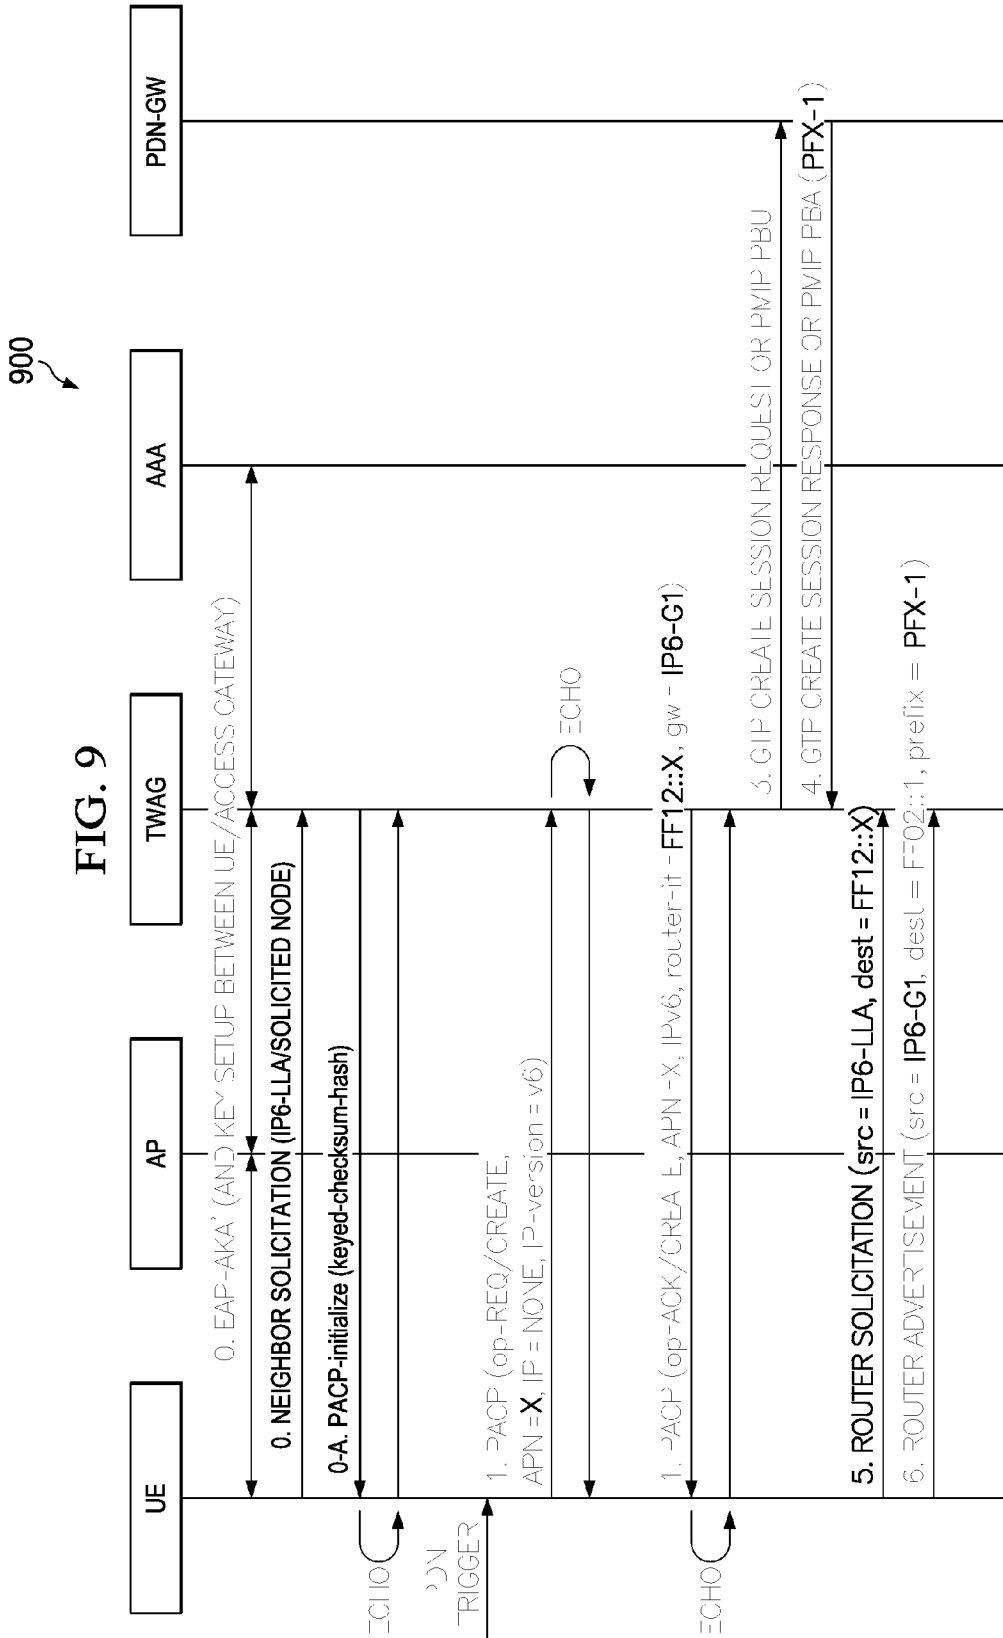 FIG. 9
900
UE
AP
TWAG
AAA
PDN-GW
0. EAP-AKA' (AND KEY SETUP BETWEEN UE/ACCESS GATEWAY)
0. NEIGHBOR SOLICITATION (IP6-LLA/SOLICITED NODE)
0-A. PACP-initialize (keyed-checksum-hash)
ECHO
PDN
TRIGGER
1. PACP (op-REQ/CREATE,
APN =X, IP = NONE, IP-version = v6)
ECHO
1. PACP (op-ACK/CREATE, APN -X, IPv6, router-it - FF12::X, gw - IP6-G1)
ECHO
3. GTP CREATE SESSION REQUEST OR PMIP PBU
4. GTP CREATE SESSION RESPONSE OR PMIP PBA (PFX-1)
5. ROUTER SOLICITATION (src = IP6-LLA, dest = FF12::X)
6. ROUTER ADVERTISEMENT (src = IP6-G1, dest = FF02::1, prefix = PFX-1)